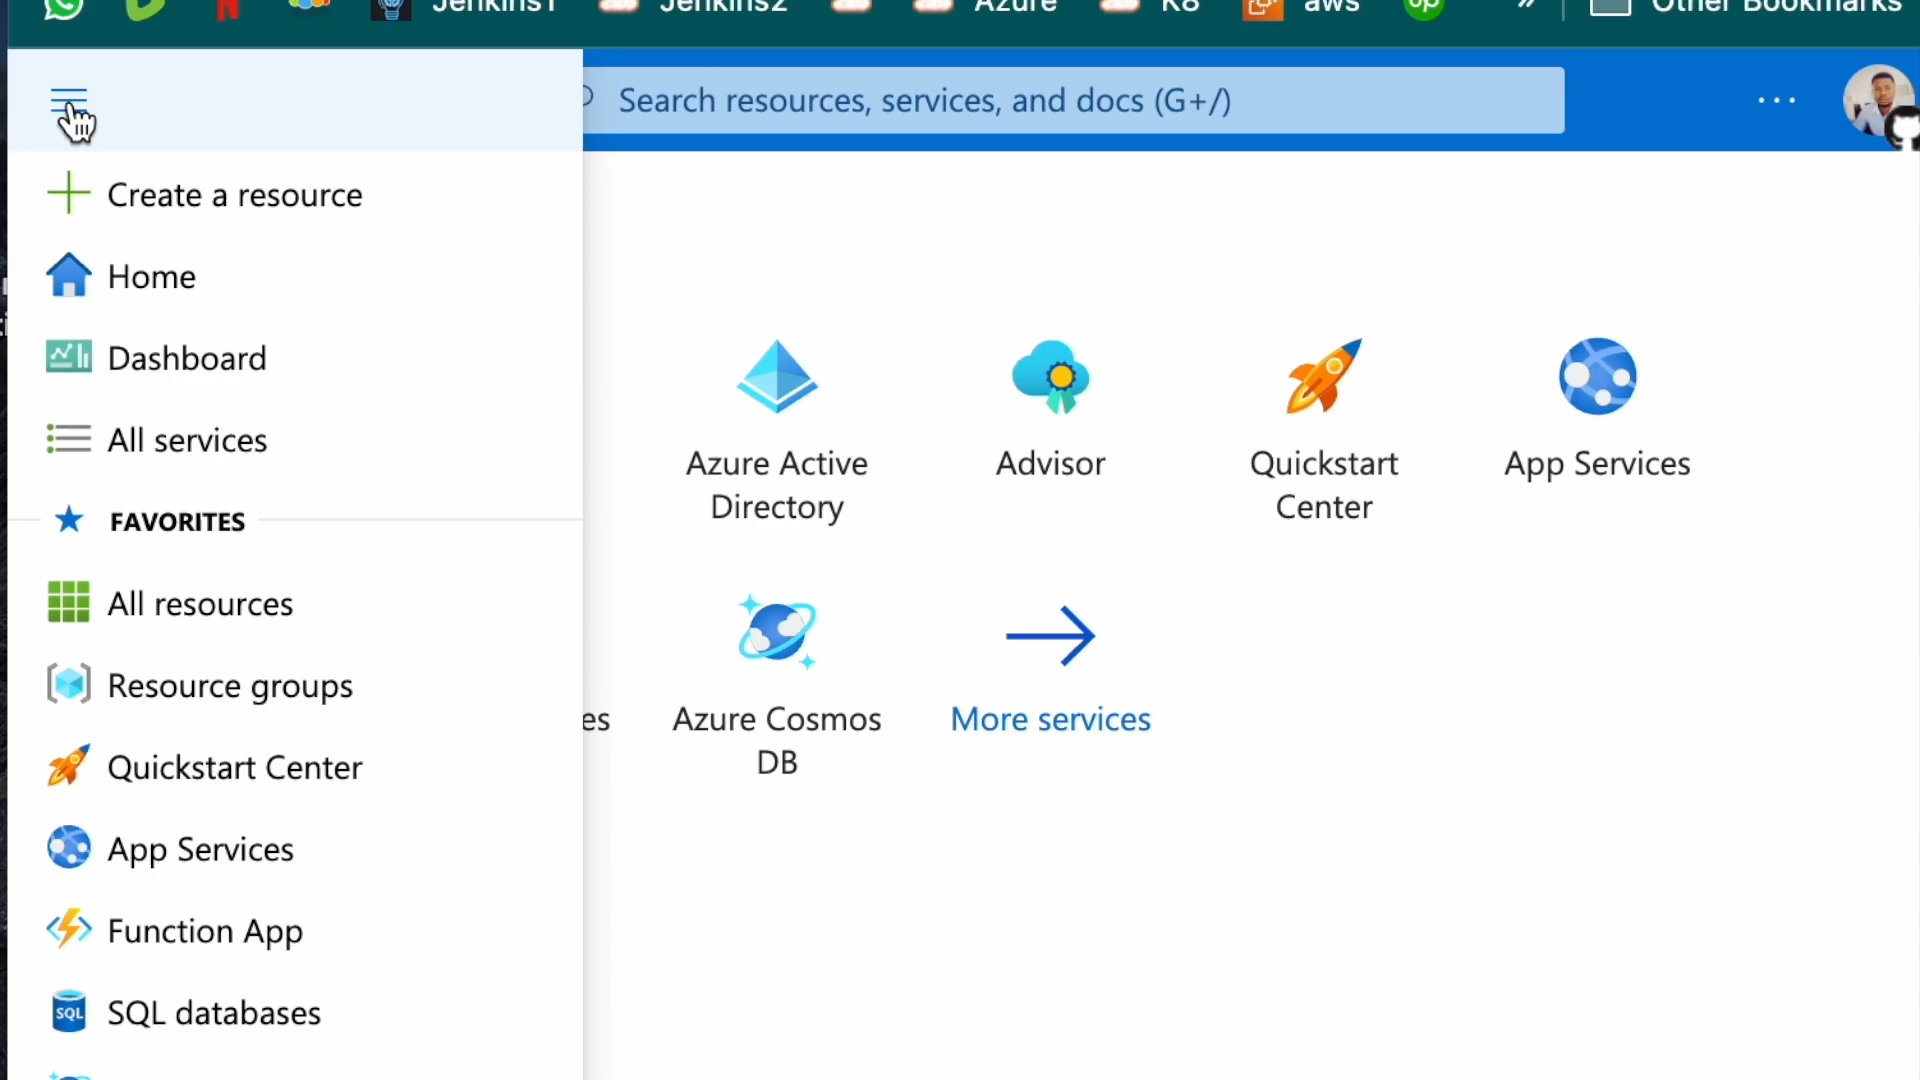 Jenkins1
Jenkins2
Azure
K8
aws
up
»
Other Bookmarks
Search resources, services, and docs (G+/)
...
Create a resource
Home
Dashboard
All services
FAVORITES
All resources
Resource groups
Quickstart Center
App Services
Function App
SQL
SQL databases
Azure Active
Directory
Advisor
Quickstart
Center
App Services
es
Azure Cosmos
DB
More services